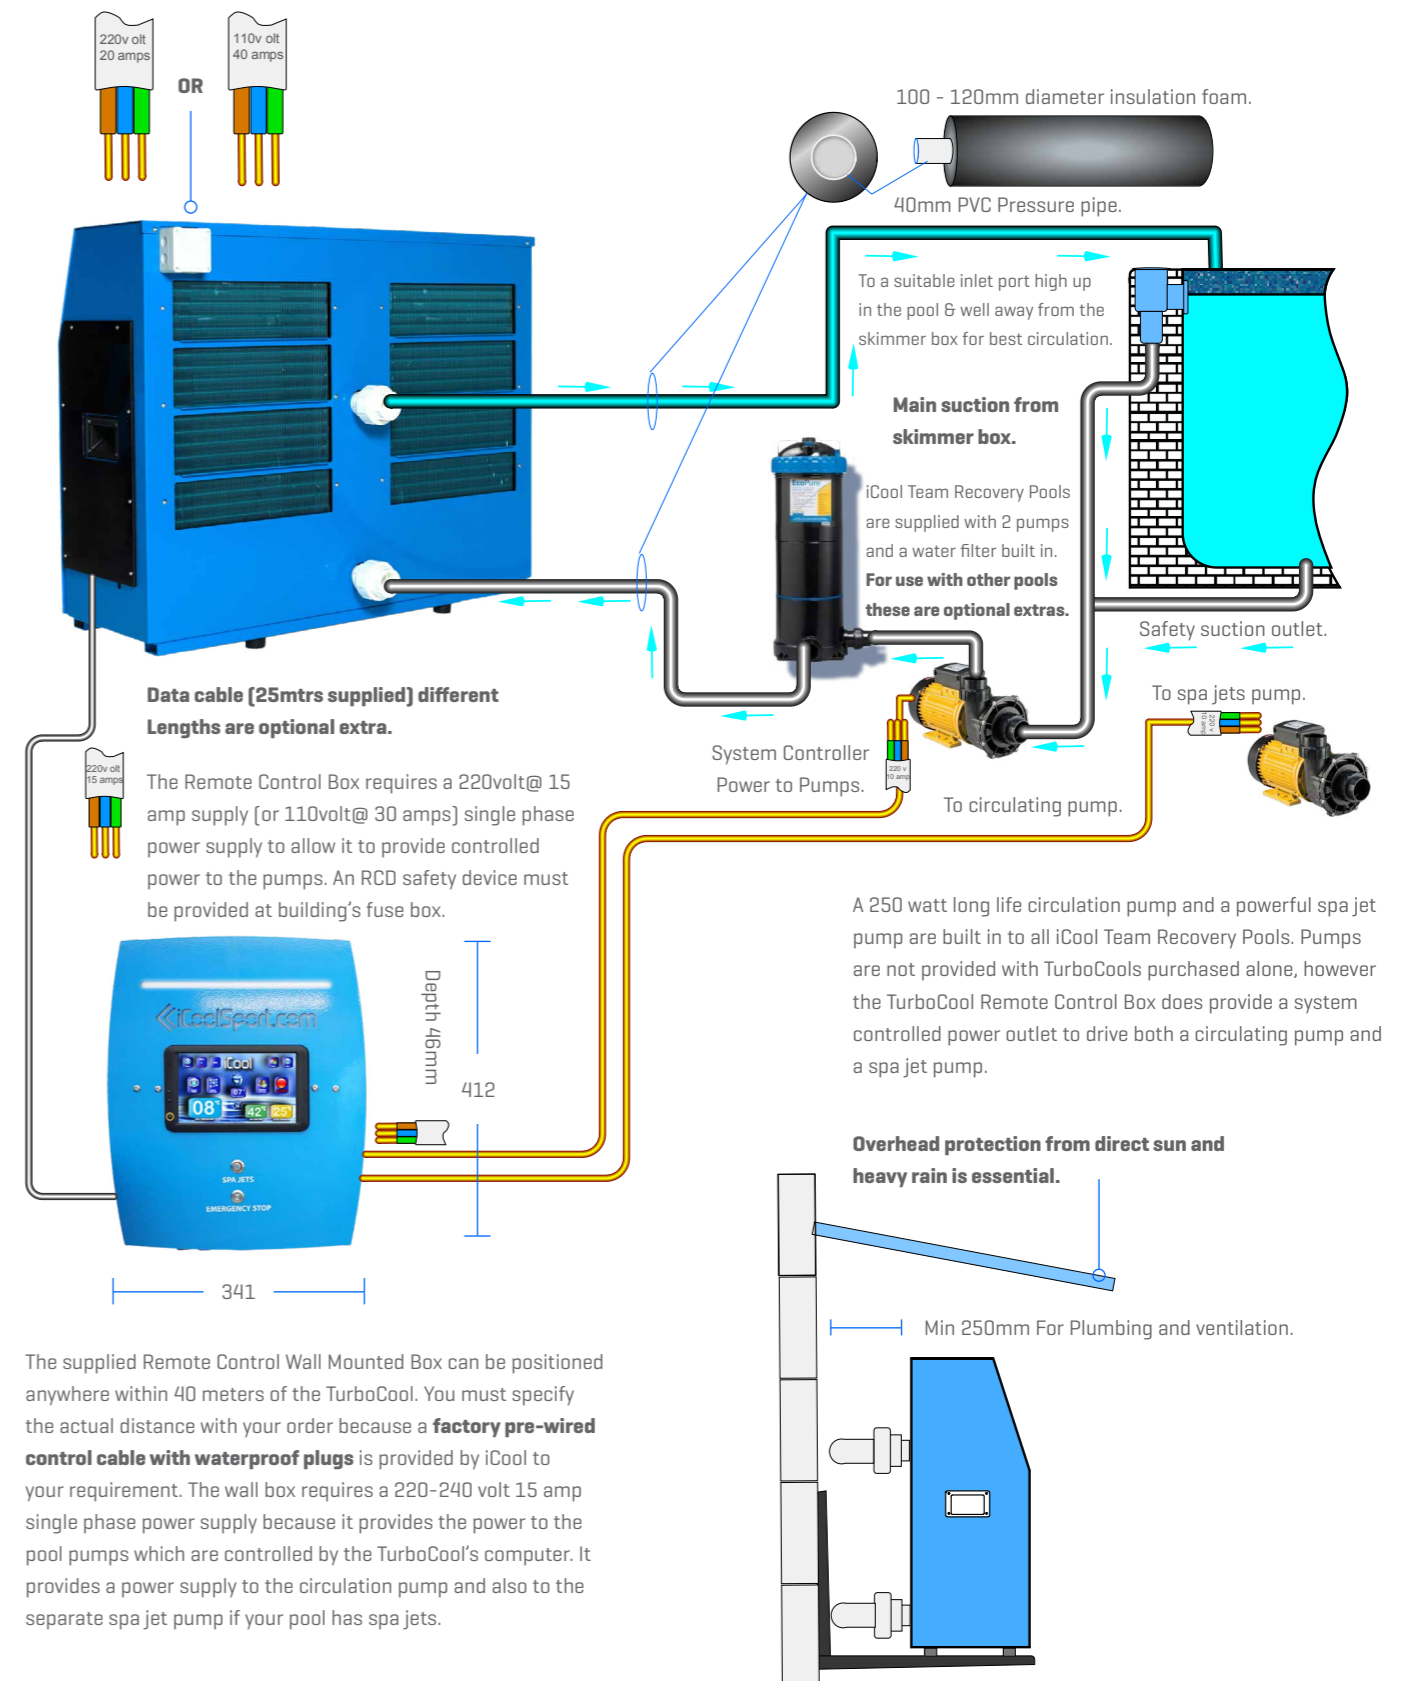 220v olt
20 amps
OR
110v olt
40 amps
100 - 120mm diameter insulation foam.
40mm PVC Pressure pipe.
To a suitable inlet port high up
in the pool & well away from the
skimmer box for best circulation.
Main suction from
skimmer box.
EcoPure
iCool Team Recovery Pools
are supplied with 2 pumps
and a water filter built in.
For use with other pools
these are optional extras.
Safety suction outlet.
To spa jets pump.
220 v
10 amp
Data cable (25mtrs supplied) different
Lengths are optional extra.
220v olt
15 amps
The Remote Control Box requires a 220volt@ 15
amp supply (or 110volt@ 30 amps) single phase
power supply to allow it to provide controlled
power to the pumps. An RCD safety device must
be provided at building's fuse box.
System Controller
Power to Pumps.
220 v
10 amp
To circulating pump.
A 250 watt long life circulation pump and a powerful spa jet
pump are built in to all iCool Team Recovery Pools. Pumps
are not provided with TurboCools purchased alone, however
the TurboCool Remote Control Box does provide a system
controlled power outlet to drive both a circulating pump and
a spa jet pump.
iCoolSport.com
iCool
07
08
42
25
SPA JETS
EMERGENCY STOP
Depth 46mm
412
341
Overhead protection from direct sun and
heavy rain is essential.
Min 250mm For Plumbing and ventilation.
The supplied Remote Control Wall Mounted Box can be positioned
anywhere within 40 meters of the TurboCool. You must specify
the actual distance with your order because a factory pre-wired
control cable with waterproof plugs is provided by iCool to
your requirement. The wall box requires a 220-240 volt 15 amp
single phase power supply because it provides the power to the
pool pumps which are controlled by the TurboCool's computer. It
provides a power supply to the circulation pump and also to the
separate spa jet pump if your pool has spa jets.